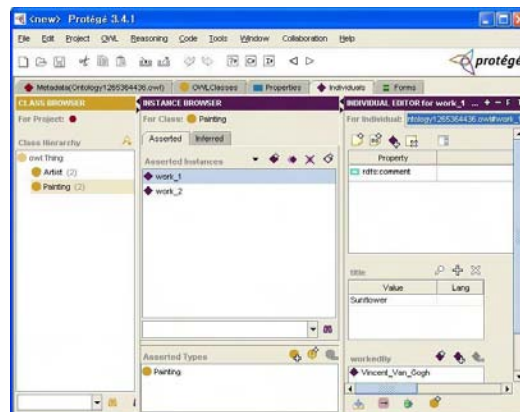 <new> Protégé 3.4.1
File Edit Project OWL Reasoning Code Tools Window Collaboration Help
protégé
Metadata(Ontology1265364436.owl) OWLClasses Properties Individuals Forms
CLASS BROWSER
For Project:
Class Hierarchy
owl:Thing
Artist (2)
Painting (2)
INSTANCE BROWSER
For Class: Painting
Asserted Inferred
Asserted Instances
work_1
work_2
Asserted Types
Painting
INDIVIDUAL EDITOR for work_1 ... + - F T
For Individual: ntology1265364436.owl#work_1
Property
rdfs:comment
title
Value Lang
Sunflower
workedBy
Vincent_Van_Gogh